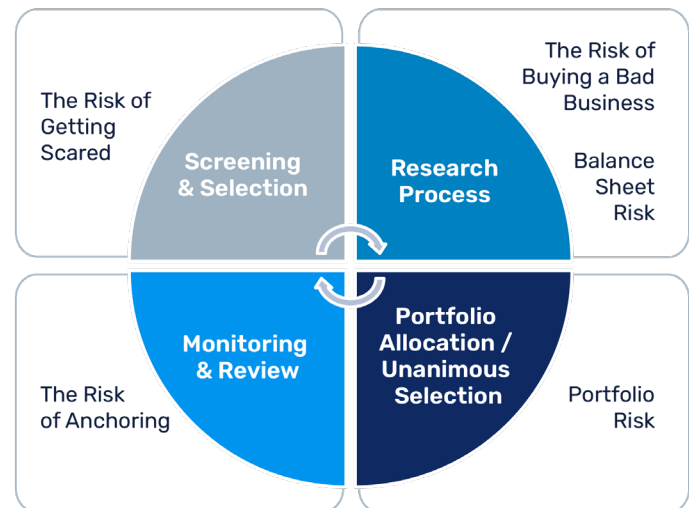 The Risk of
Getting
Scared
Screening
& Selection
The Risk of
Buying a Bad
Business
Balance
Sheet
Risk
Research
Process
Monitoring
& Review
The Risk
of Anchoring
Portfolio
Allocation /
Unanimous
Selection
Portfolio
Risk